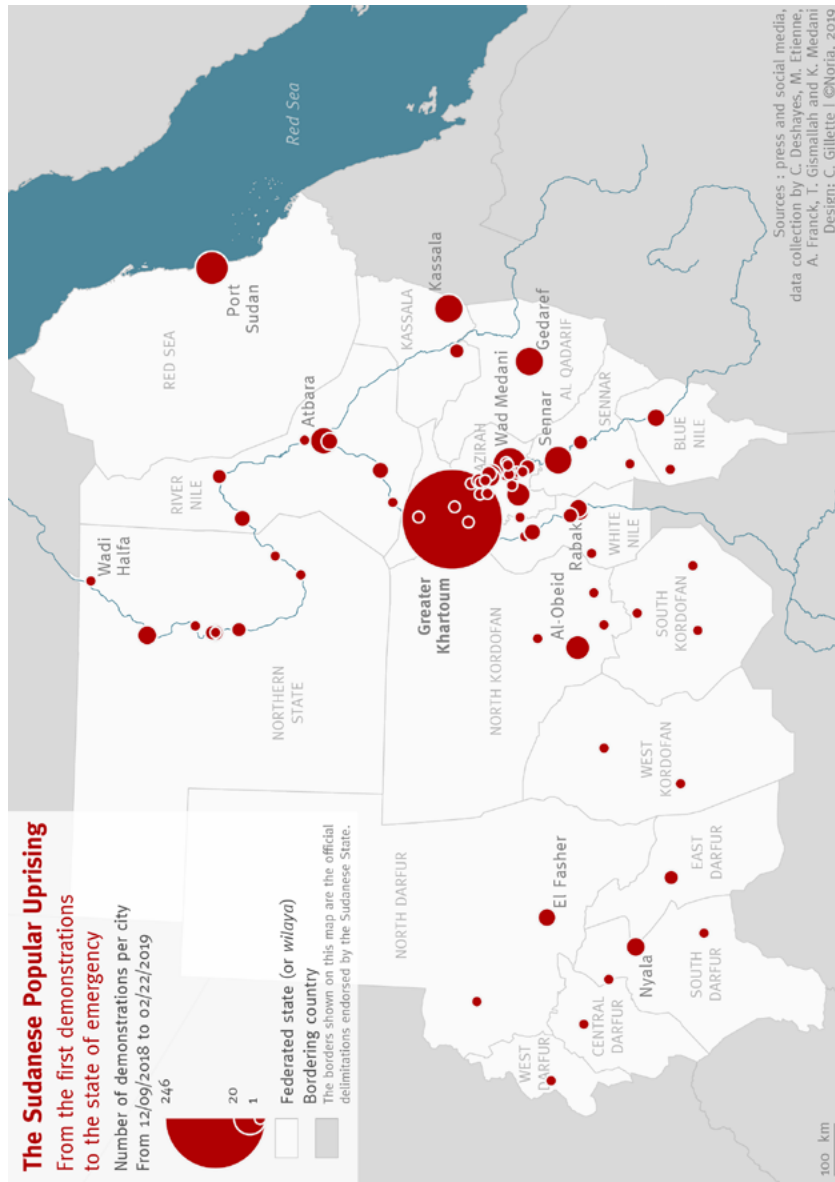 The Sudanese Popular Uprising
From the first demonstrations
to the state of emergency
Number of demonstrations per city
From 12/09/2018 to 02/22/2019
246
20
1
Federated state (or wilaya)
Bordering country
The borders shown on this map are the official
delimitations endorsed by the Sudanese State.
Wadi
Halfa
NORTHERN
STATE
RIVER
NILE
RED SEA
Red Sea
Port
Sudan
Atbara
KASSALA
Kassala
Greater
Khartoum
NORTH KORDOFAN
NORTH DARFUR
AZIRAH
Wad Medani
Gedaref
AL QADARIF
Sennar
SENNAR
Al-Obeid
Rabak
WHITE
NILE
BLUE
NILE
SOUTH
KORDOFAN
WEST
KORDOFAN
El Fasher
EAST
DARFUR
Nyala
SOUTH
DARFUR
CENTRAL
DARFUR
WEST
DARFUR
100 km
Sources : press and social media,
data collection by C. Deshayes, M. Etienne,
A. Franck, T. Gismallah and K. Medani
Design: C. Gillette | ©Noria, 2019